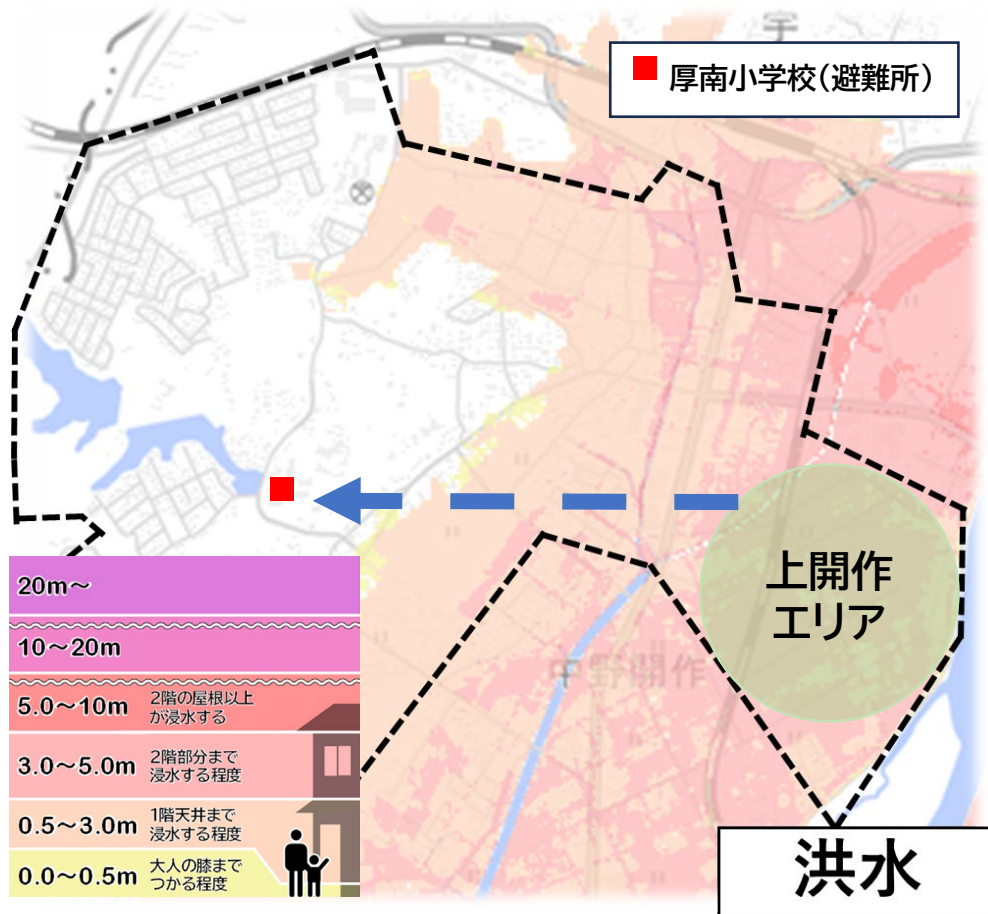 宇
■ 厚南小学校(避難所)
上開作
エリア
中野開作
20m~
10~20m
5.0~10m 2階の屋根以上
が浸水する
3.0~5.0m 2階部分まで
浸水する程度
0.5~3.0m 1階天井まで
浸水する程度
0.0~0.5m 大人の膝まで
つかる程度
洪水